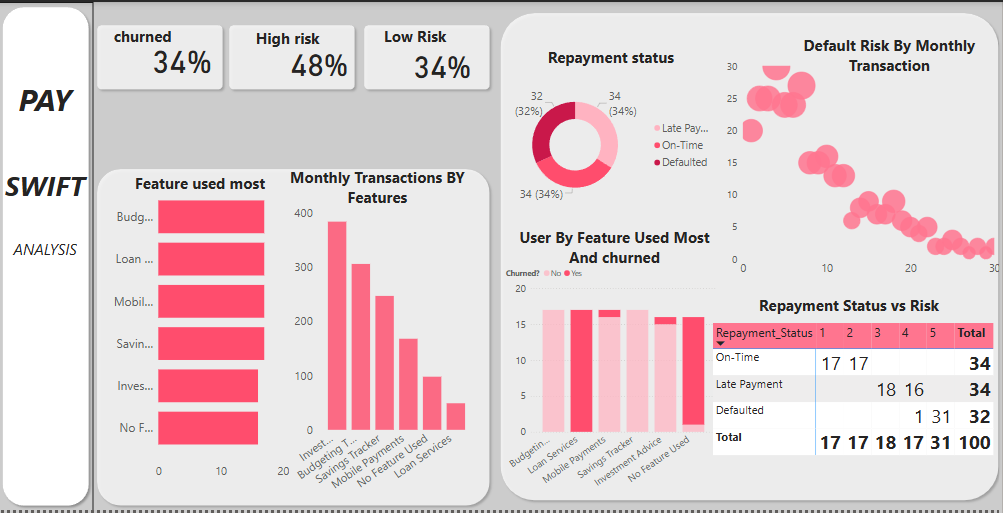 PAY
SWIFT
ANALYSIS
churned
34%
High risk
48%
Low Risk
34%
Feature used most
Budg...
Loan ...
Mobil...
Savin...
Inves...
No F...
0 10 20
Monthly Transactions BY
Features
400
300
200
100
0
Invest...
Budgeting T...
Savings Tracker
Mobile Payments
No Feature Used
Loan Services
Repayment status
32
(32%)
34
(34%)
34 (34%)
Late Pay...
On-Time
Defaulted
Default Risk By Monthly
Transaction
30
25
20
15
10
5
0
0 10 20 30
User By Feature Used Most
And churned
Churned? No Yes
20
15
10
5
0
Budgetin...
Loan Services
Mobile Payments
Savings Tracker
Investment Advice
No Feature Used
Repayment Status vs Risk
Repayment_Status 1 2 3 4 5 Total
On-Time 17 17 34
Late Payment 18 16 34
Defaulted 1 31 32
Total 17 17 18 17 31 100